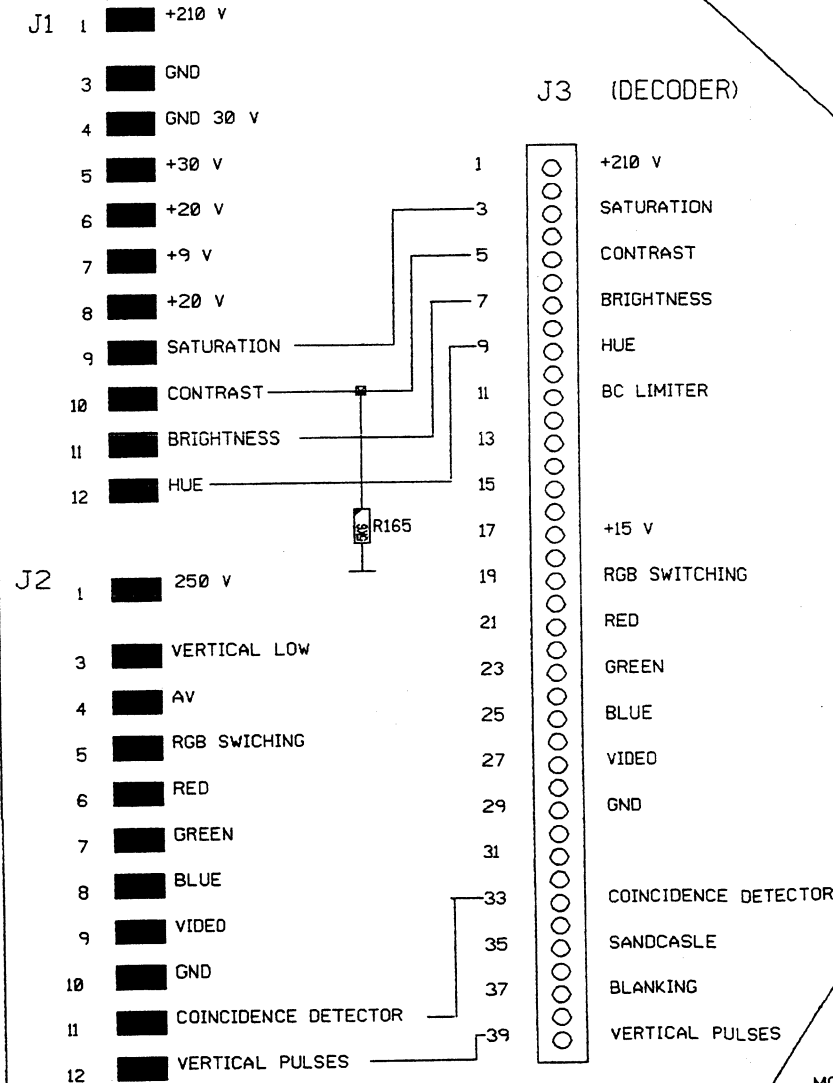 J1
1 +210 V
3 GND
4 GND 30 V
5 +30 V
6 +20 V
7 +9 V
8 +20 V
9 SATURATION
10 CONTRAST
11 BRIGHTNESS
12 HUE
5K6 R165
J2
1 250 V
3 VERTICAL LOW
4 AV
5 RGB SWICHING
6 RED
7 GREEN
8 BLUE
9 VIDEO
10 GND
11 COINCIDENCE DETECTOR
12 VERTICAL PULSES
J3 (DECODER)
1 +210 V
3 SATURATION
5 CONTRAST
7 BRIGHTNESS
9 HUE
11 BC LIMITER
13
15
17 +15 V
19 RGB SWITCHING
21 RED
23 GREEN
25 BLUE
27 VIDEO
29 GND
31
33 COINCIDENCE DETECTOR
35 SANDCASLE
37 BLANKING
39 VERTICAL PULSES